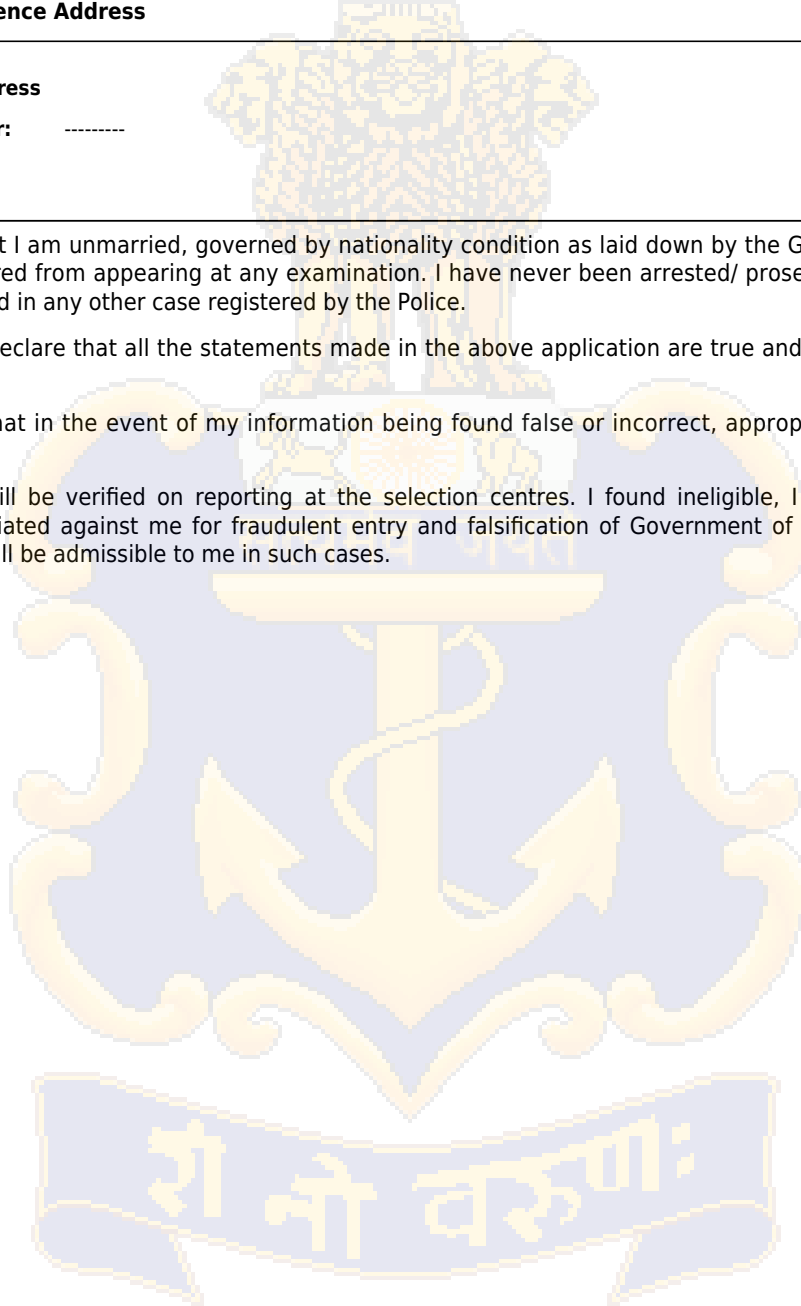 ence Address
ress
r: ---------
t I am unmarried, governed by nationality condition as laid down by the G
red from appearing at any examination. I have never been arrested/ prose
d in any other case registered by the Police.
eclare that all the statements made in the above application are true and
hat in the event of my information being found false or incorrect, approp
ill be verified on reporting at the selection centres. I found ineligible, I
iated against me for fraudulent entry and falsification of Government of
ll be admissible to me in such cases.
सत्यमेव जयते
शं नो वरुणः